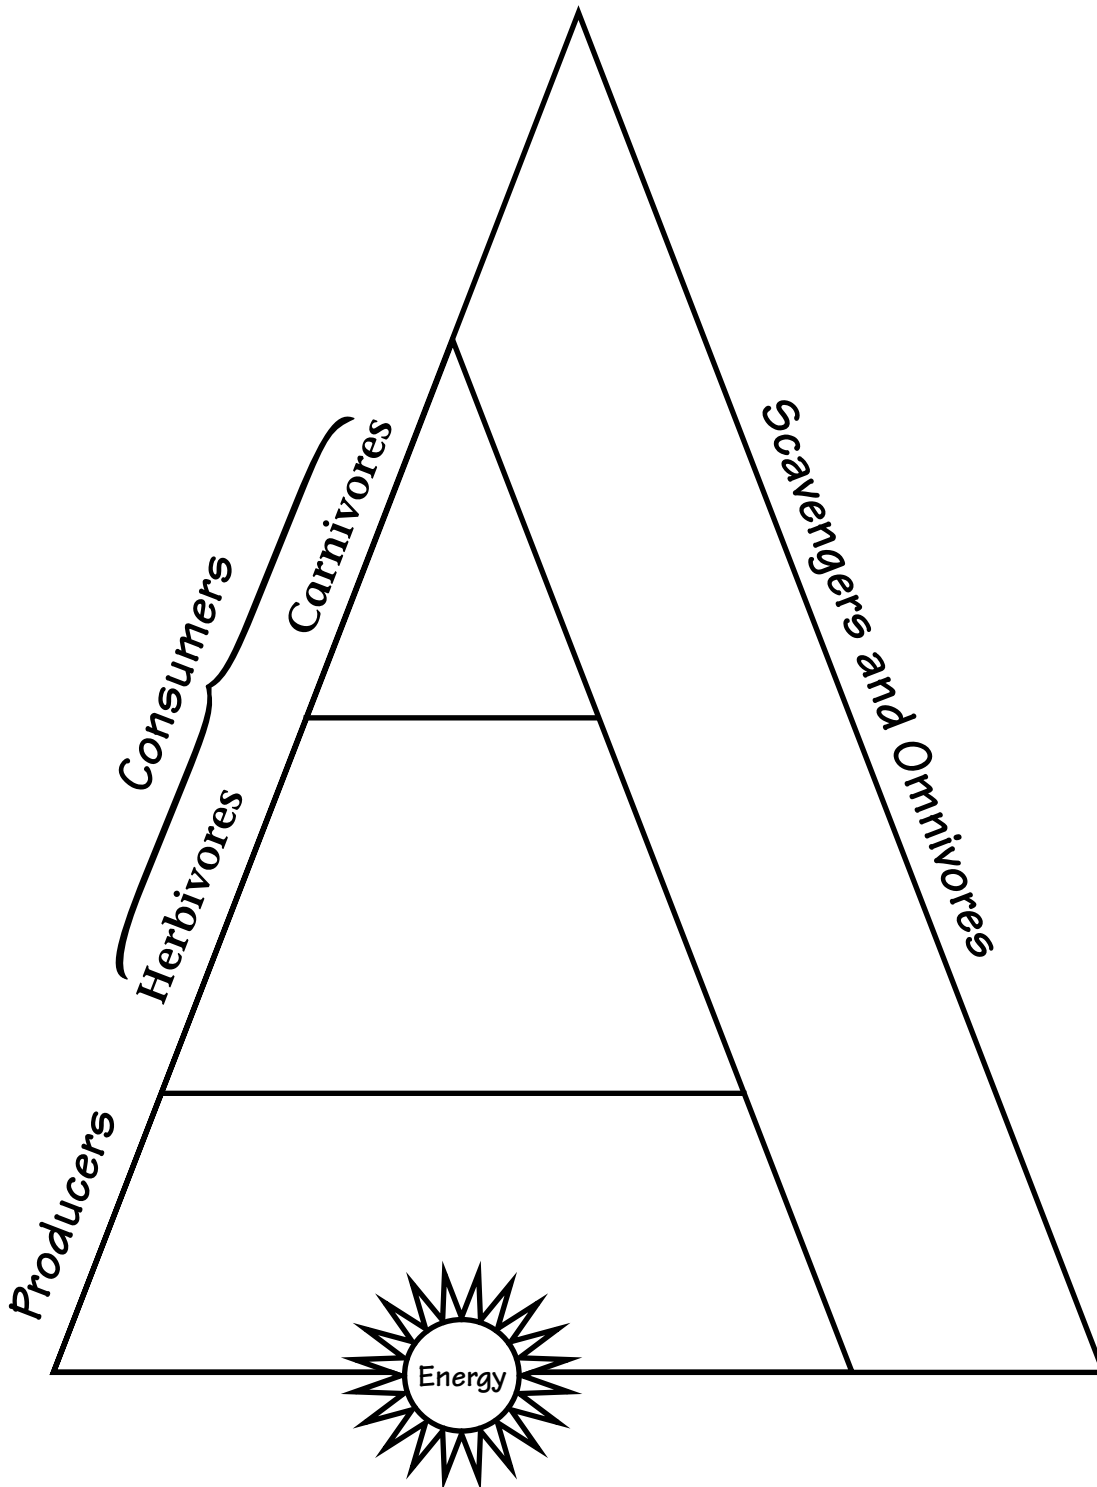 Scavengers and Omnivores
Consumers
Carnivores
Herbivores
Producers
Energy